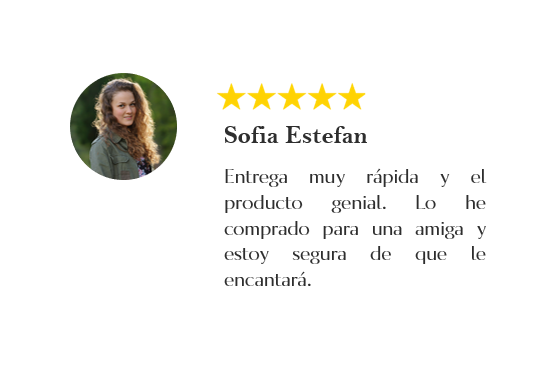 Sofia Estefan
Entrega muy rápida y el
producto genial. Lo he
comprado para una amiga y
estoy segura de que le
encantará.